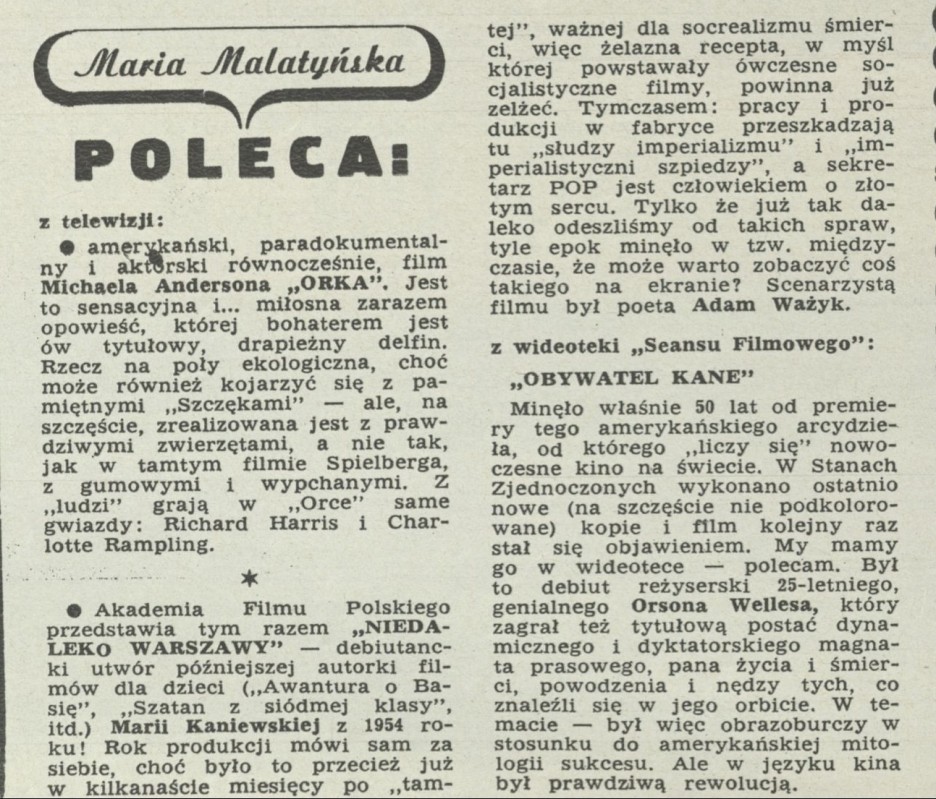 Maria Malatyńska
POLECA:
z telewizji:
● amerykański, paradokumental-
ny i aktorski równocześnie, film
Michaela Andersona „ORKA”. Jest
to sensacyjna i... miłosna zarazem
opowieść, której bohaterem jest
ów tytułowy, drapieżny delfin.
Rzecz na poły ekologiczna, choć
może również kojarzyć się z pa-
miętnymi „Szczękami” — ale, na
szczęście, zrealizowana jest z praw-
dziwymi zwierzętami, a nie tak,
jak w tamtym filmie Spielberga,
z gumowymi i wypchanymi. Z
„ludzi” grają w „Orce” same
gwiazdy: Richard Harris i Char-
lotte Rampling.
*
● Akademia Filmu Polskiego
przedstawia tym razem „NIEDA-
LEKO WARSZAWY” — debiutanc-
ki utwór późniejszej autorki fil-
mów dla dzieci („Awantura o Ba-
się”, „Szatan z siódmej klasy”,
itd.) Marii Kaniewskiej z 1954 ro-
ku! Rok produkcji mówi sam za
siebie, choć było to przecież już
w kilkanaście miesięcy po „tam-
tej”, ważnej dla socrealizmu śmier-
ci, więc żelazna recepta, w myśl
której powstawały ówczesne so-
cjalistyczne filmy, powinna już
zelżeć. Tymczasem: pracy i pro-
dukcji w fabryce przeszkadzają
tu „słudzy imperializmu” i „im-
perialistyczni szpiedzy”, a sekre-
tarz POP jest człowiekiem o zło-
tym sercu. Tylko że już tak da-
leko odeszliśmy od takich spraw,
tyle epok minęło w tzw. między-
czasie, że może warto zobaczyć coś
takiego na ekranie? Scenarzystą
filmu był poeta Adam Ważyk.
z wideoteki „Seansu Filmowego”:
„OBYWATEL KANE”
Minęło właśnie 50 lat od premie-
ry tego amerykańskiego arcydzie-
ła, od którego „liczy się” nowo-
czesne kino na świecie. W Stanach
Zjednoczonych wykonano ostatnio
nowe (na szczęście nie podkoloro-
wane) kopie i film kolejny raz
stał się objawieniem. My mamy
go w wideotece — polecam. Był
to debiut reżyserski 25-letniego,
genialnego Orsona Wellesa, który
zagrał też tytułową postać dyna-
micznego i dyktatorskiego magna-
ta prasowego, pana życia i śmier-
ci, powodzenia i nędzy tych, co
znaleźli się w jego orbicie. W te-
macie — był więc obrazoburczy w
stosunku do amerykańskiej mito-
logii sukcesu. Ale w języku kina
był prawdziwą rewolucją.